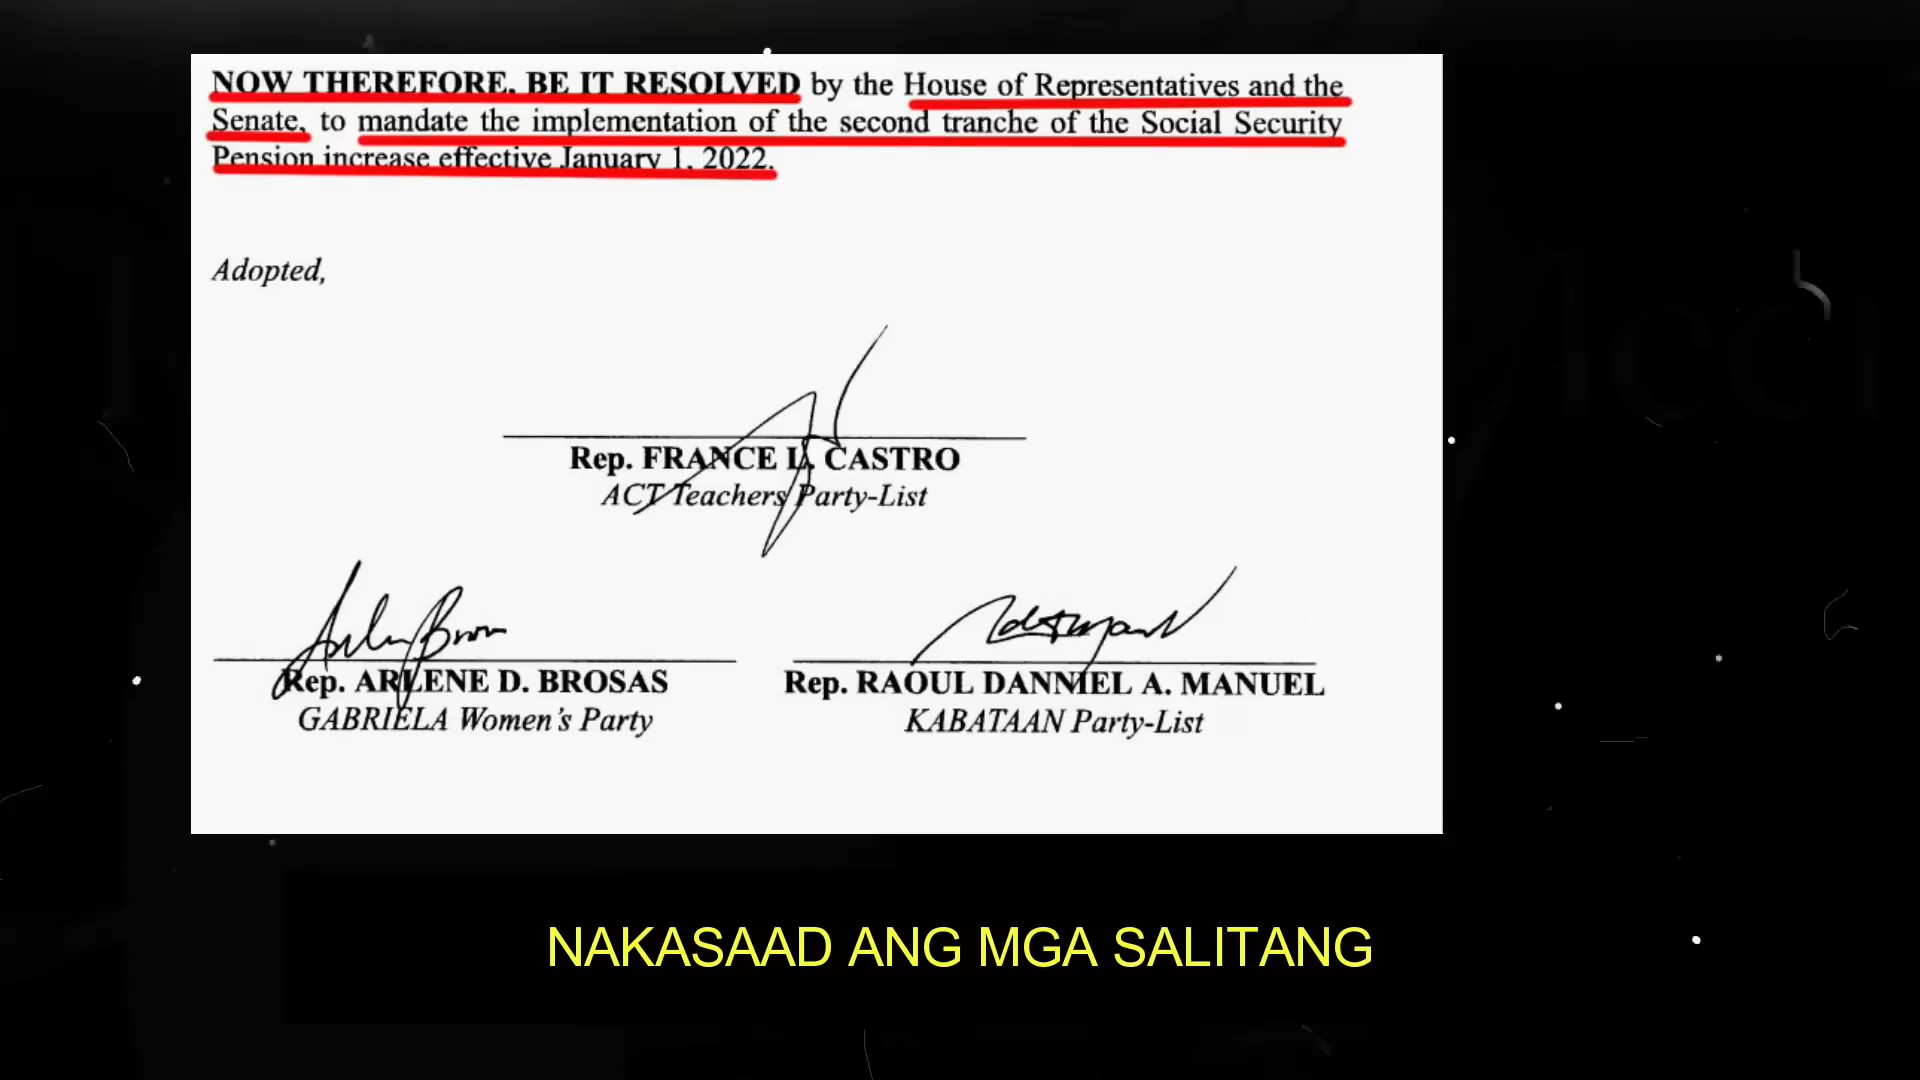 NOW THEREFORE, BE IT RESOLVED by the House of Representatives and the
Senate, to mandate the implementation of the second tranche of the Social Security
Pension increase effective January 1, 2022.
Adopted,
Rep. FRANCE L. CASTRO
ACT Teachers Party-List
Rep. ARLENE D. BROSAS
GABRIELA Women's Party
Rep. RAOUL DANNIEL A. MANUEL
KABATAAN Party-List
NAKASAAD ANG MGA SALITANG